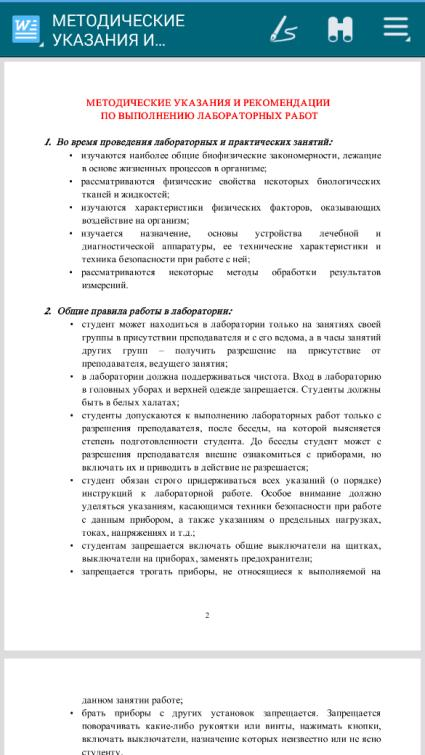 МЕТОДИЧЕСКИЕ
УКАЗАНИЯ И...
МЕТОДИЧЕСКИЕ УКАЗАНИЯ И РЕКОМЕНДАЦИИ
ПО ВЫПОЛНЕНИЮ ЛАБОРАТОРНЫХ РАБОТ
1. Во время проведения лабораторных и практических занятий:
• изучаются наиболее общие биофизические закономерности, лежащие
в основе жизненных процессов в организме;
• рассматриваются физические свойства некоторых биологических
тканей и жидкостей;
• изучаются характеристики физических факторов, оказывающих
воздействие на организм;
• изучается назначение, основы устройства лечебной и
диагностической аппаратуры, ее технические характеристики и
техника безопасности при работе с ней;
• рассматриваются некоторые методы обработки результатов
измерений.
2. Общие правила работы в лаборатории:
• студент может находиться в лаборатории только на занятиях своей
группы в присутствии преподавателя и с его ведома, а в часы занятий
других групп – получить разрешение на присутствие от
преподавателя, ведущего занятия;
• в лаборатории должна поддерживаться чистота. Вход в лабораторию
в головных уборах и верхней одежде запрещается. Студенты должны
быть в белых халатах;
• студенты допускаются к выполнению лабораторных работ только с
разрешения преподавателя, после беседы, на которой выясняется
степень подготовленности студента. До беседы студент может с
разрешения преподавателя внешне ознакомиться с приборами, но
включать их и приводить в действие не разрешается;
• студент обязан строго придерживаться всех указаний (о порядке)
инструкций к лабораторной работе. Особое внимание должно
уделяться указаниям, касающимся техники безопасности при работе
с данным прибором, а также указаниям о предельных нагрузках,
токах, напряжениях и т.д.;
• студентам запрещается включать общие выключатели на щитках,
выключатели на приборах, заменять предохранители;
• запрещается трогать приборы, не относящиеся к выполняемой на
2
данном занятии работе;
• брать приборы с других установок запрещается. Запрещается
поворачивать какие-либо рукоятки или винты, нажимать кнопки,
включать выключатели, назначение которых неизвестно или не ясно
студенту.